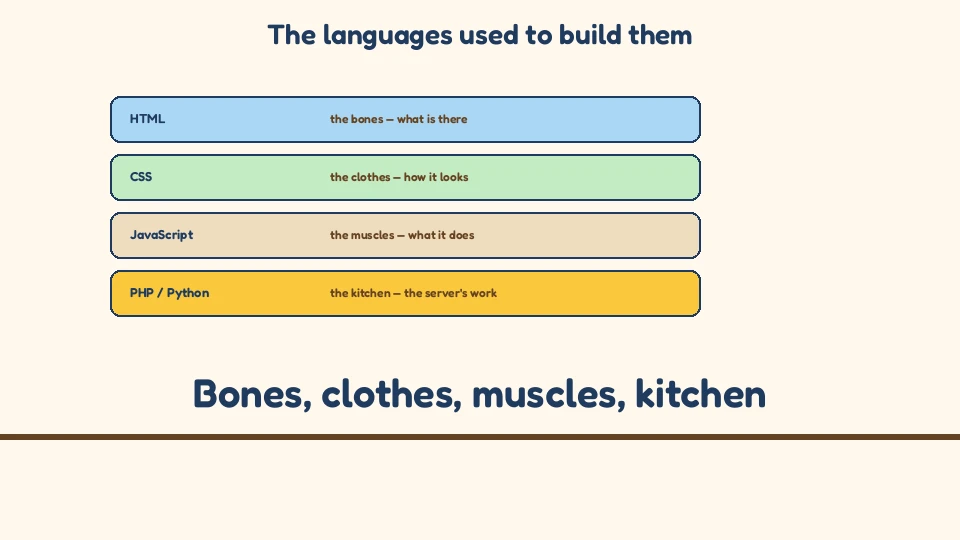 The languages used to build them
HTML the bones – what is there
CSS the clothes – how it looks
JavaScript the muscles – what it does
PHP / Python the kitchen – the server's work
Bones, clothes, muscles, kitchen